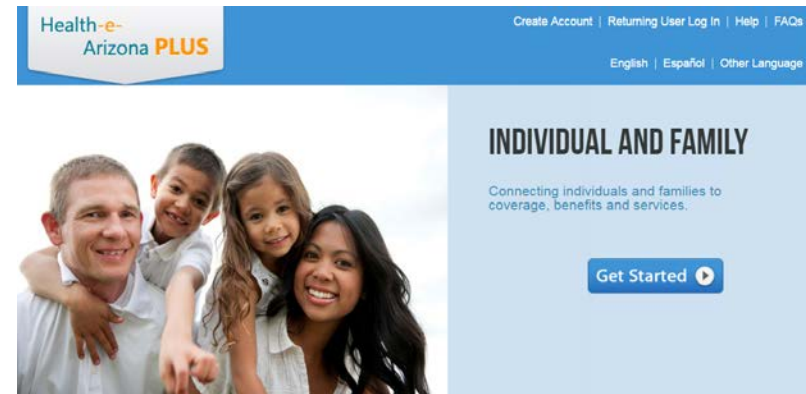 Health-e-
Arizona PLUS
Create Account | Returning User Log In | Help | FAQs
English | Español | Other Language
INDIVIDUAL AND FAMILY
Connecting individuals and families to
coverage, benefits and services.
Get Started